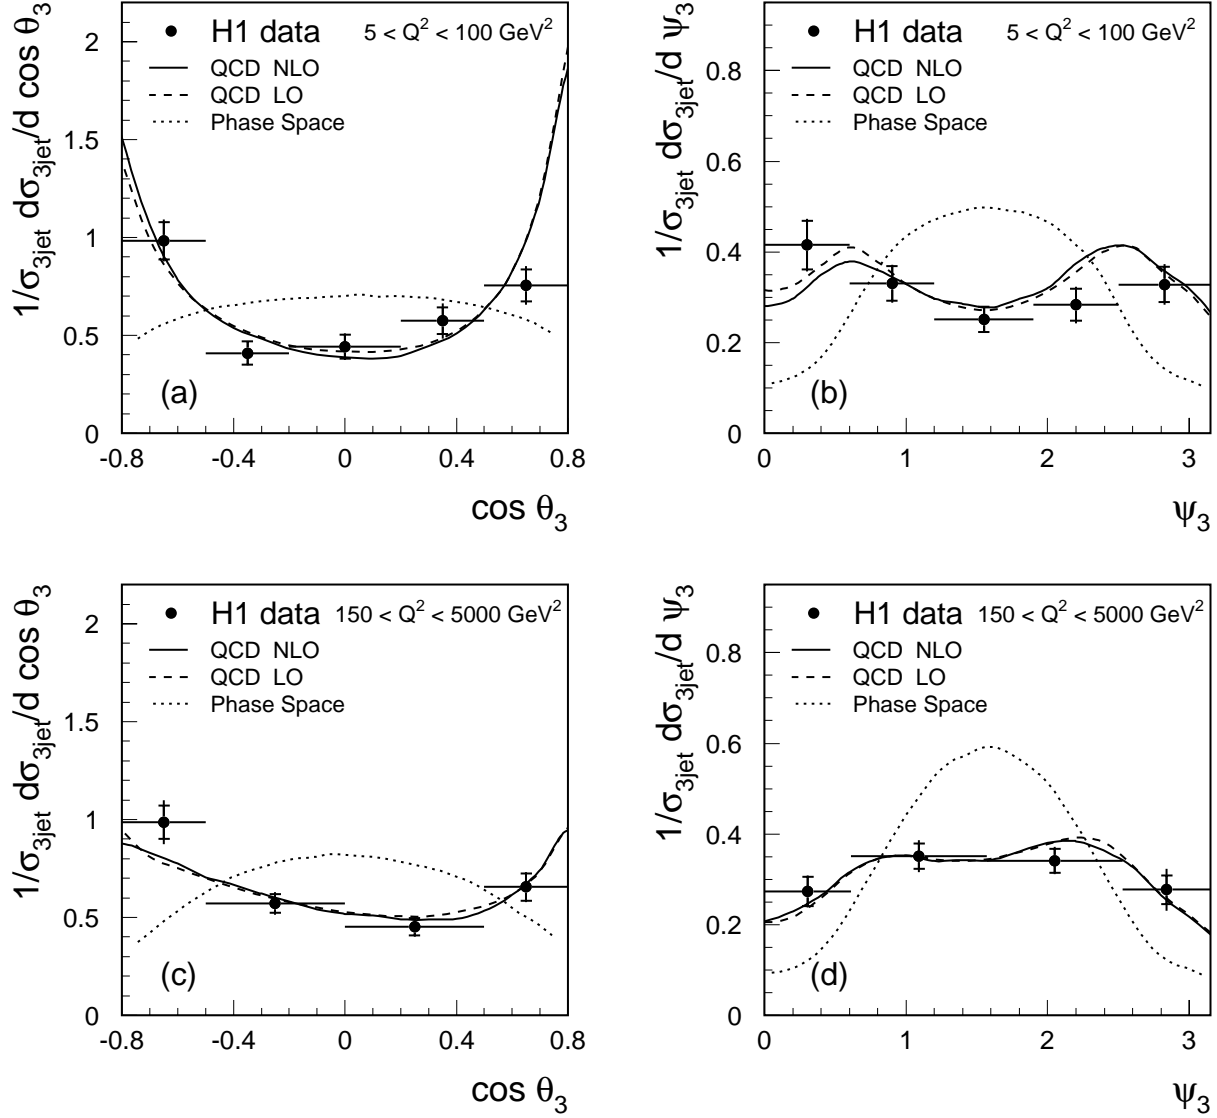 1/σ3jet dσ3jet/d cos θ3
2
1.5
1
0.5
0
H1 data 5 < Q² < 100 GeV²
QCD NLO
QCD LO
Phase Space
(a)
-0.8 -0.4 0 0.4 0.8
cos θ3
1/σ3jet dσ3jet/d ψ3
0.8
0.6
0.4
0.2
0
H1 data 5 < Q² < 100 GeV²
QCD NLO
QCD LO
Phase Space
(b)
0 1 2 3
ψ3
1/σ3jet dσ3jet/d cos θ3
2
1.5
1
0.5
0
H1 data 150 < Q² < 5000 GeV²
QCD NLO
QCD LO
Phase Space
(c)
-0.8 -0.4 0 0.4 0.8
cos θ3
1/σ3jet dσ3jet/d ψ3
0.8
0.6
0.4
0.2
0
H1 data 150 < Q² < 5000 GeV²
QCD NLO
QCD LO
Phase Space
(d)
0 1 2 3
ψ3